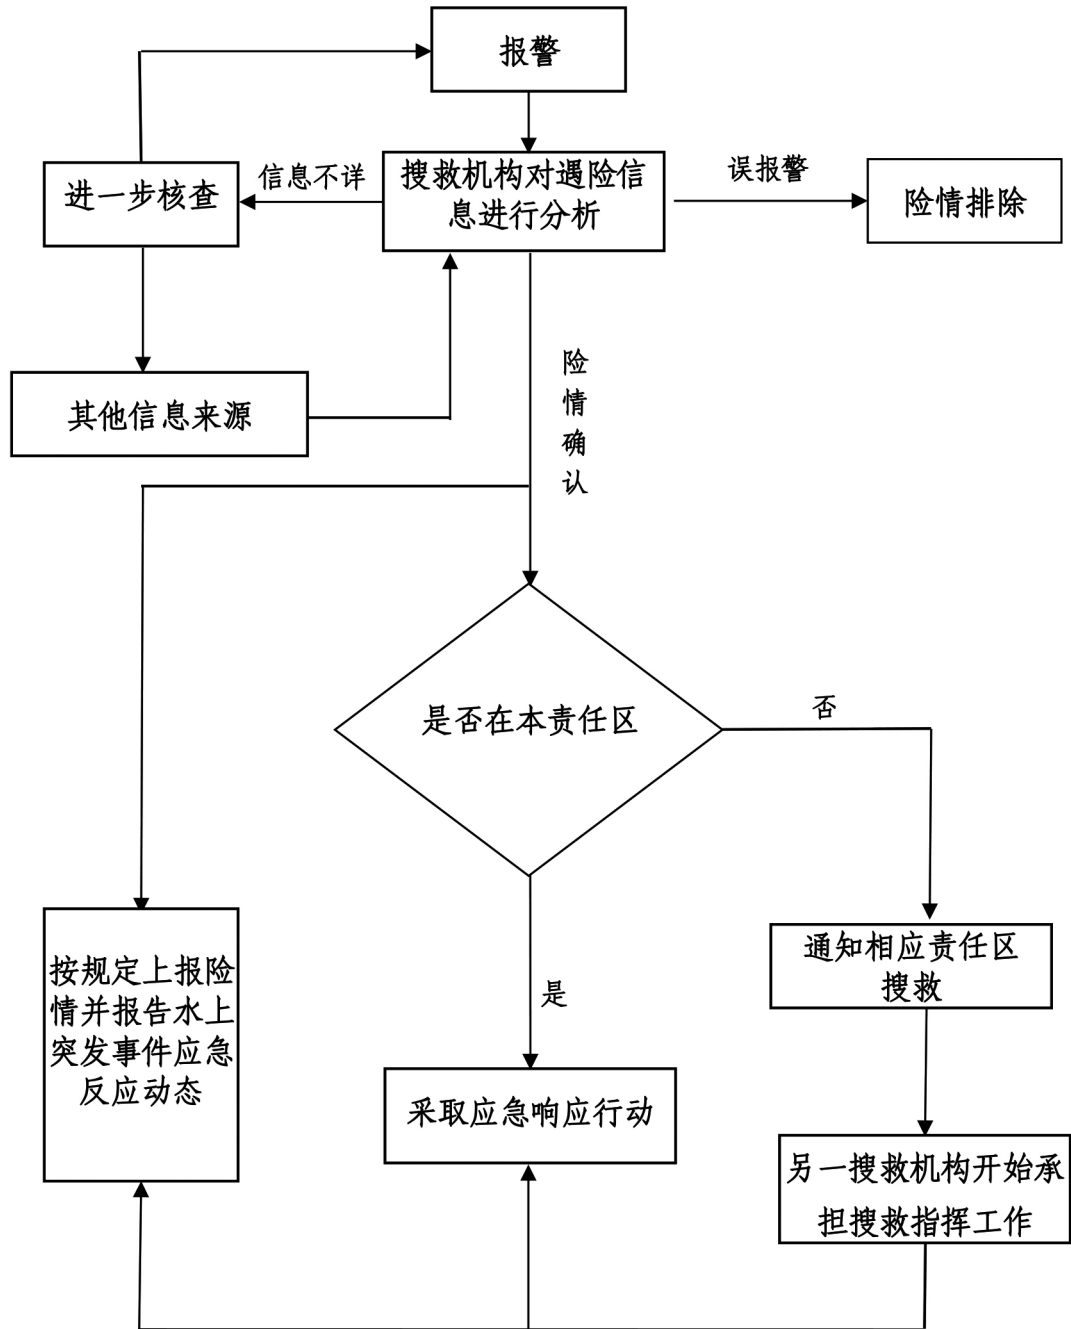 报警
进一步核查
信息不详
搜救机构对遇险信
息进行分析
误报警
险情排除
其他信息来源
险
情
确
认
是否在本责任区
否
按规定上报险
情并报告水上
突发事件应急
反应动态
是
采取应急响应行动
通知相应责任区
搜救
另一搜救机构开始承
担搜救指挥工作